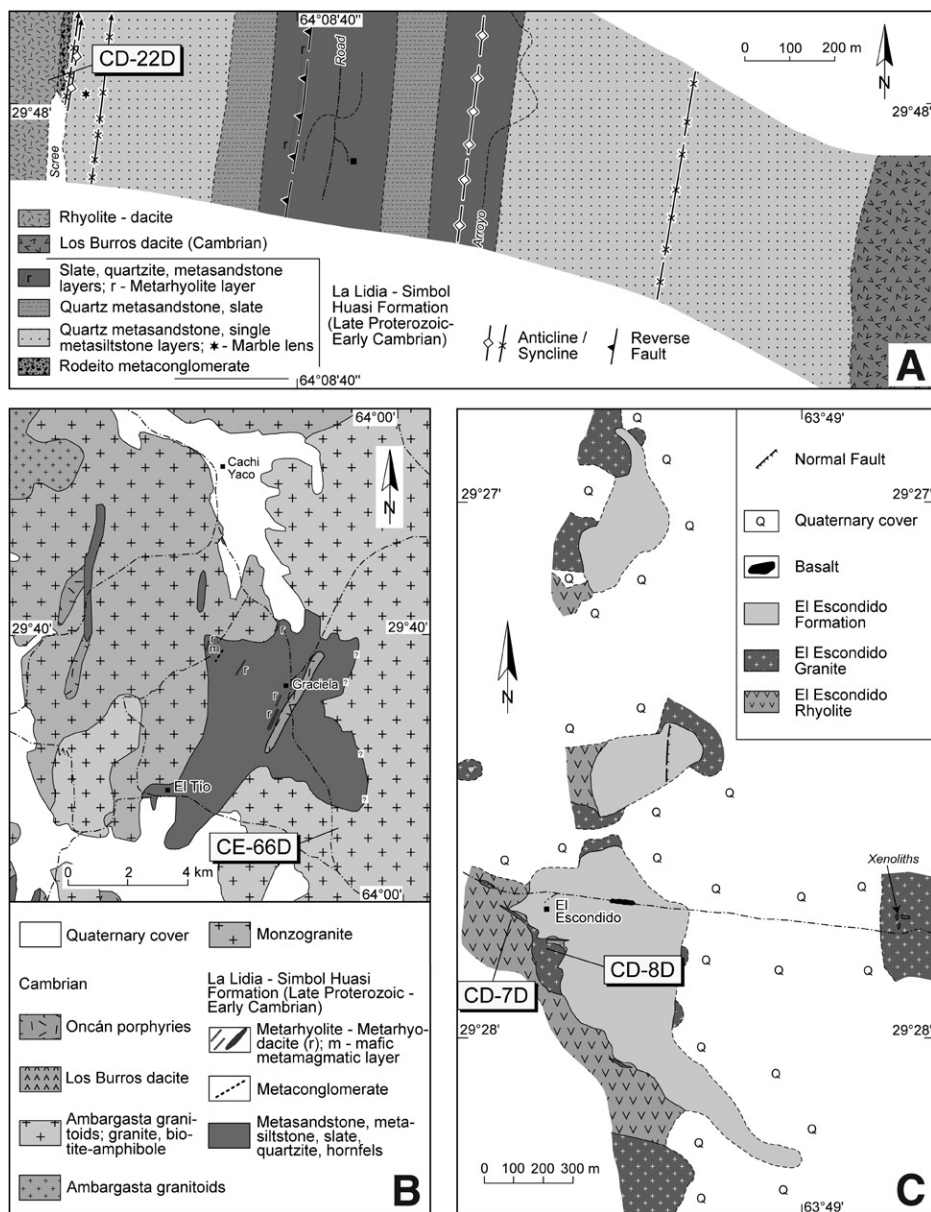 64°08'40"
CD-22D
r
Road
0 100 200 m
N
29°48'
29°48'
r
Scree
Arroyo
Rhyolite - dacite
Los Burros dacite (Cambrian)
Slate, quartzite, metasandstone
layers; r - Metarhyolite layer
r
Quartz metasandstone, slate
Quartz metasandstone, single
metasiltstone layers; ✶ - Marble lens
Rodeito metaconglomerate
La Lidia - Simbol
Huasi Formation
(Late Proterozoic-
Early Cambrian)
Anticline /
Syncline
Reverse
Fault
64°08'40"
A
64°00'
Cachi
Yaco
N
29°40'
29°40'
r
r
m
r
?
Graciela
r
r
?
El Tío
?
CE-66D
0 2 4 km
64°00'
Quaternary cover
Monzogranite
Cambrian
La Lidia - Simbol Huasi
Formation (Late Proterozoic -
Early Cambrian)
Oncán porphyries
Metarhyolite - Metarhyo-
dacite (r); m - mafic
metamagmatic layer
Los Burros dacite
Metaconglomerate
Ambargasta grani-
toids; granite, bio-
tite-amphibole
Metasandstone, meta-
siltstone, slate,
quartzite, hornfels
Ambargasta granitoids
B
Q
63°49'
Q
29°27'
29°27'
Q
Q
Q
Q
Normal Fault
Q
Quaternary cover
Basalt
El Escondido
Formation
El Escondido
Granite
El Escondido
Rhyolite
N
Q
Q
Q
Q
Q
Q
Q
Q
Q
Q
Q
Xenoliths
El
Escondido
Q
CD-8D
CD-7D
Q
Q
29°28'
29°28'
Q
Q
Q
Q
Q
0 100 200 300 m
Q
Q
63°49'
C